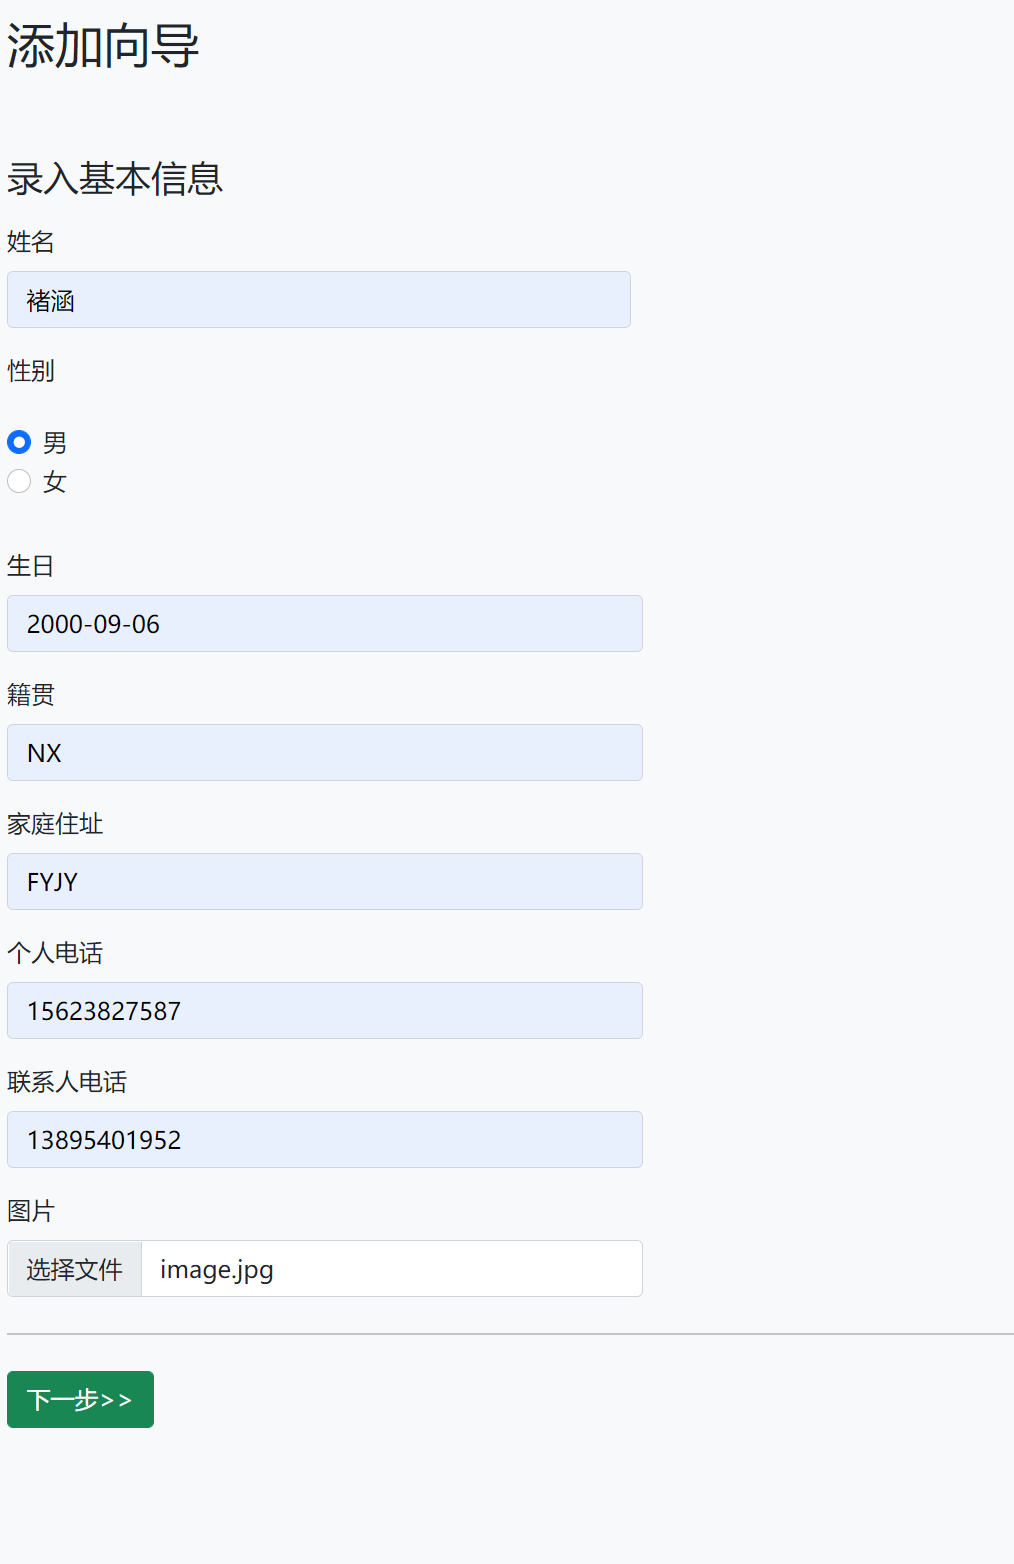 添加向导
录入基本信息
姓名
褚涵
性别
男
女
生日
2000-09-06
籍贯
NX
家庭住址
FYJY
个人电话
15623827587
联系人电话
13895401952
图片
选择文件 image.jpg
下一步>>